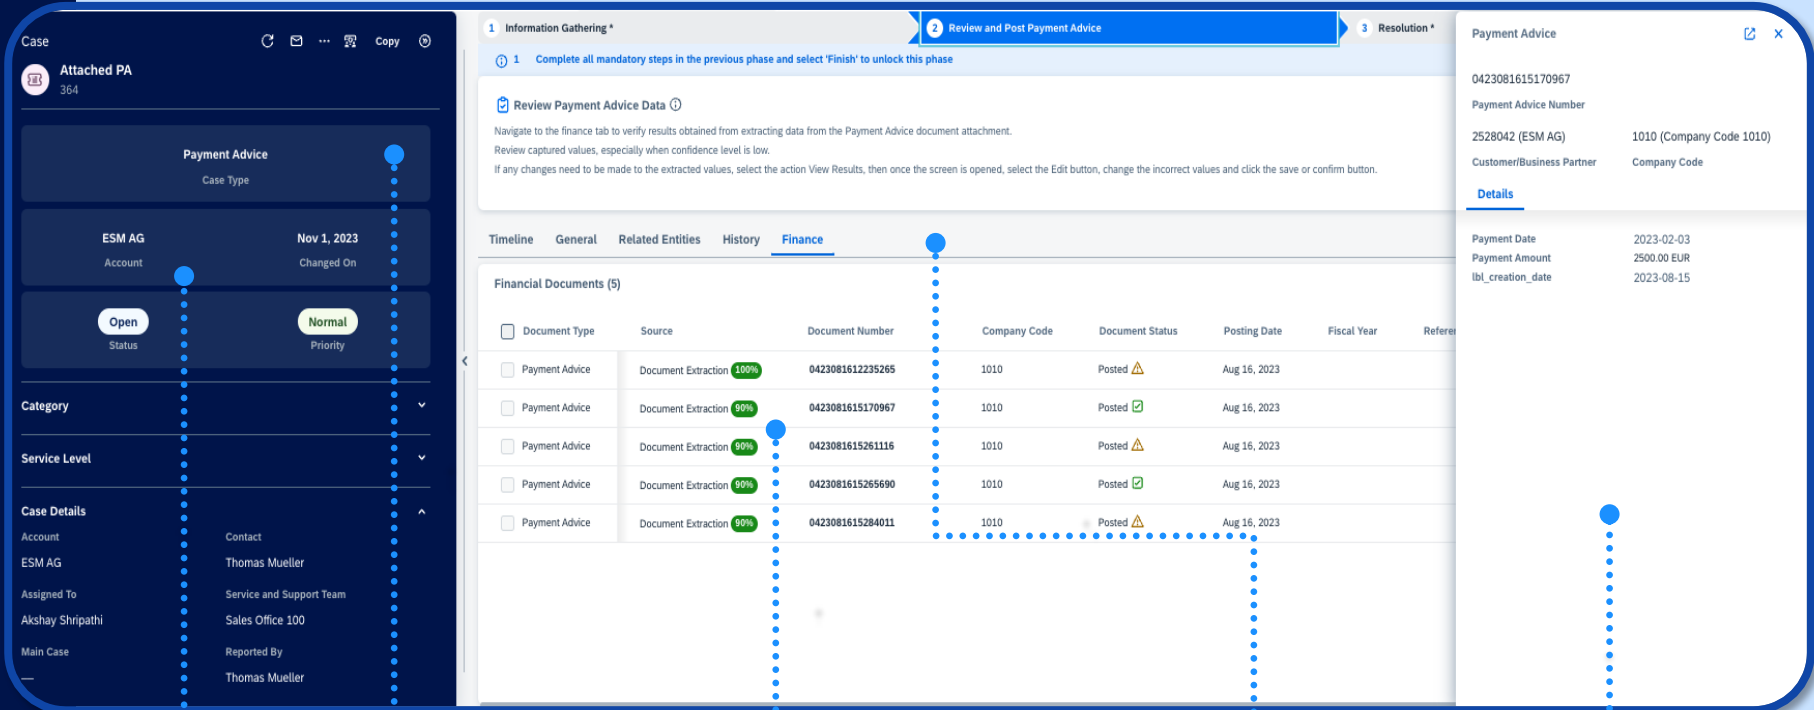 Case
Copy
Attached PA
364
Payment Advice
Case Type
ESM AG
Account
Nov 1, 2023
Changed On
Open
Status
Normal
Priority
Category
Service Level
Case Details
Account
Contact
ESM AG
Thomas Mueller
Assigned To
Service and Support Team
Akshay Shripathi
Sales Office 100
Main Case
Reported By
—
Thomas Mueller
1 Information Gathering *
2 Review and Post Payment Advice
3 Resolution *
1 Complete all mandatory steps in the previous phase and select 'Finish' to unlock this phase
Review Payment Advice Data
Navigate to the finance tab to verify results obtained from extracting data from the Payment Advice document attachment.
Review captured values, especially when confidence level is low.
If any changes need to be made to the extracted values, select the action View Results, then once the screen is opened, select the Edit button, change the incorrect values and click the save or confirm button.
Timeline General Related Entities History Finance
Financial Documents (5)
Document Type Source Document Number Company Code Document Status Posting Date Fiscal Year Referer
Payment Advice Document Extraction 100% 0423081612235265 1010 Posted Aug 16, 2023
Payment Advice Document Extraction 90% 0423081615170967 1010 Posted Aug 16, 2023
Payment Advice Document Extraction 90% 0423081615261116 1010 Posted Aug 16, 2023
Payment Advice Document Extraction 90% 0423081615265690 1010 Posted Aug 16, 2023
Payment Advice Document Extraction 90% 0423081615284011 1010 Posted Aug 16, 2023
Payment Advice
0423081615170967
Payment Advice Number
2528042 (ESM AG) 1010 (Company Code 1010)
Customer/Business Partner Company Code
Details
Payment Date 2023-02-03
Payment Amount 2500.00 EUR
lbl_creation_date 2023-08-15